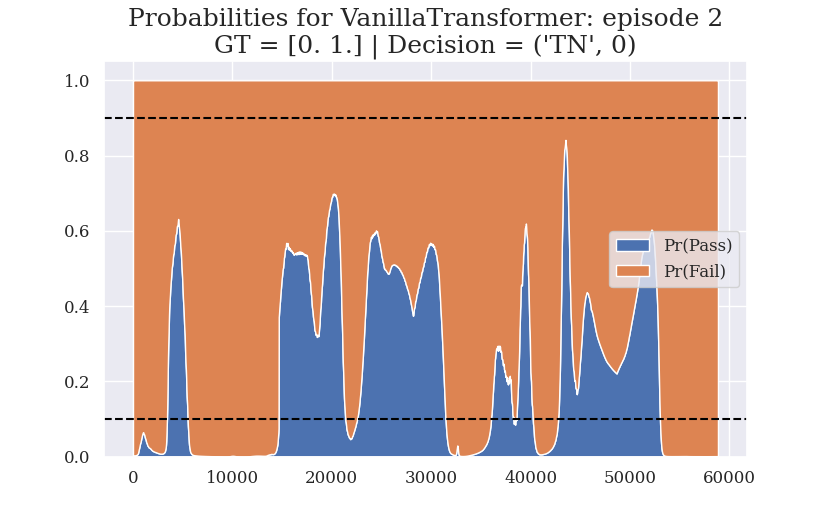 Probabilities for VanillaTransformer: episode 2
GT = [0. 1.] | Decision = ('TN', 0)
1.0
0.8
0.6
0.4
0.2
0.0
Pr(Pass)
Pr(Fail)
0 10000 20000 30000 40000 50000 60000